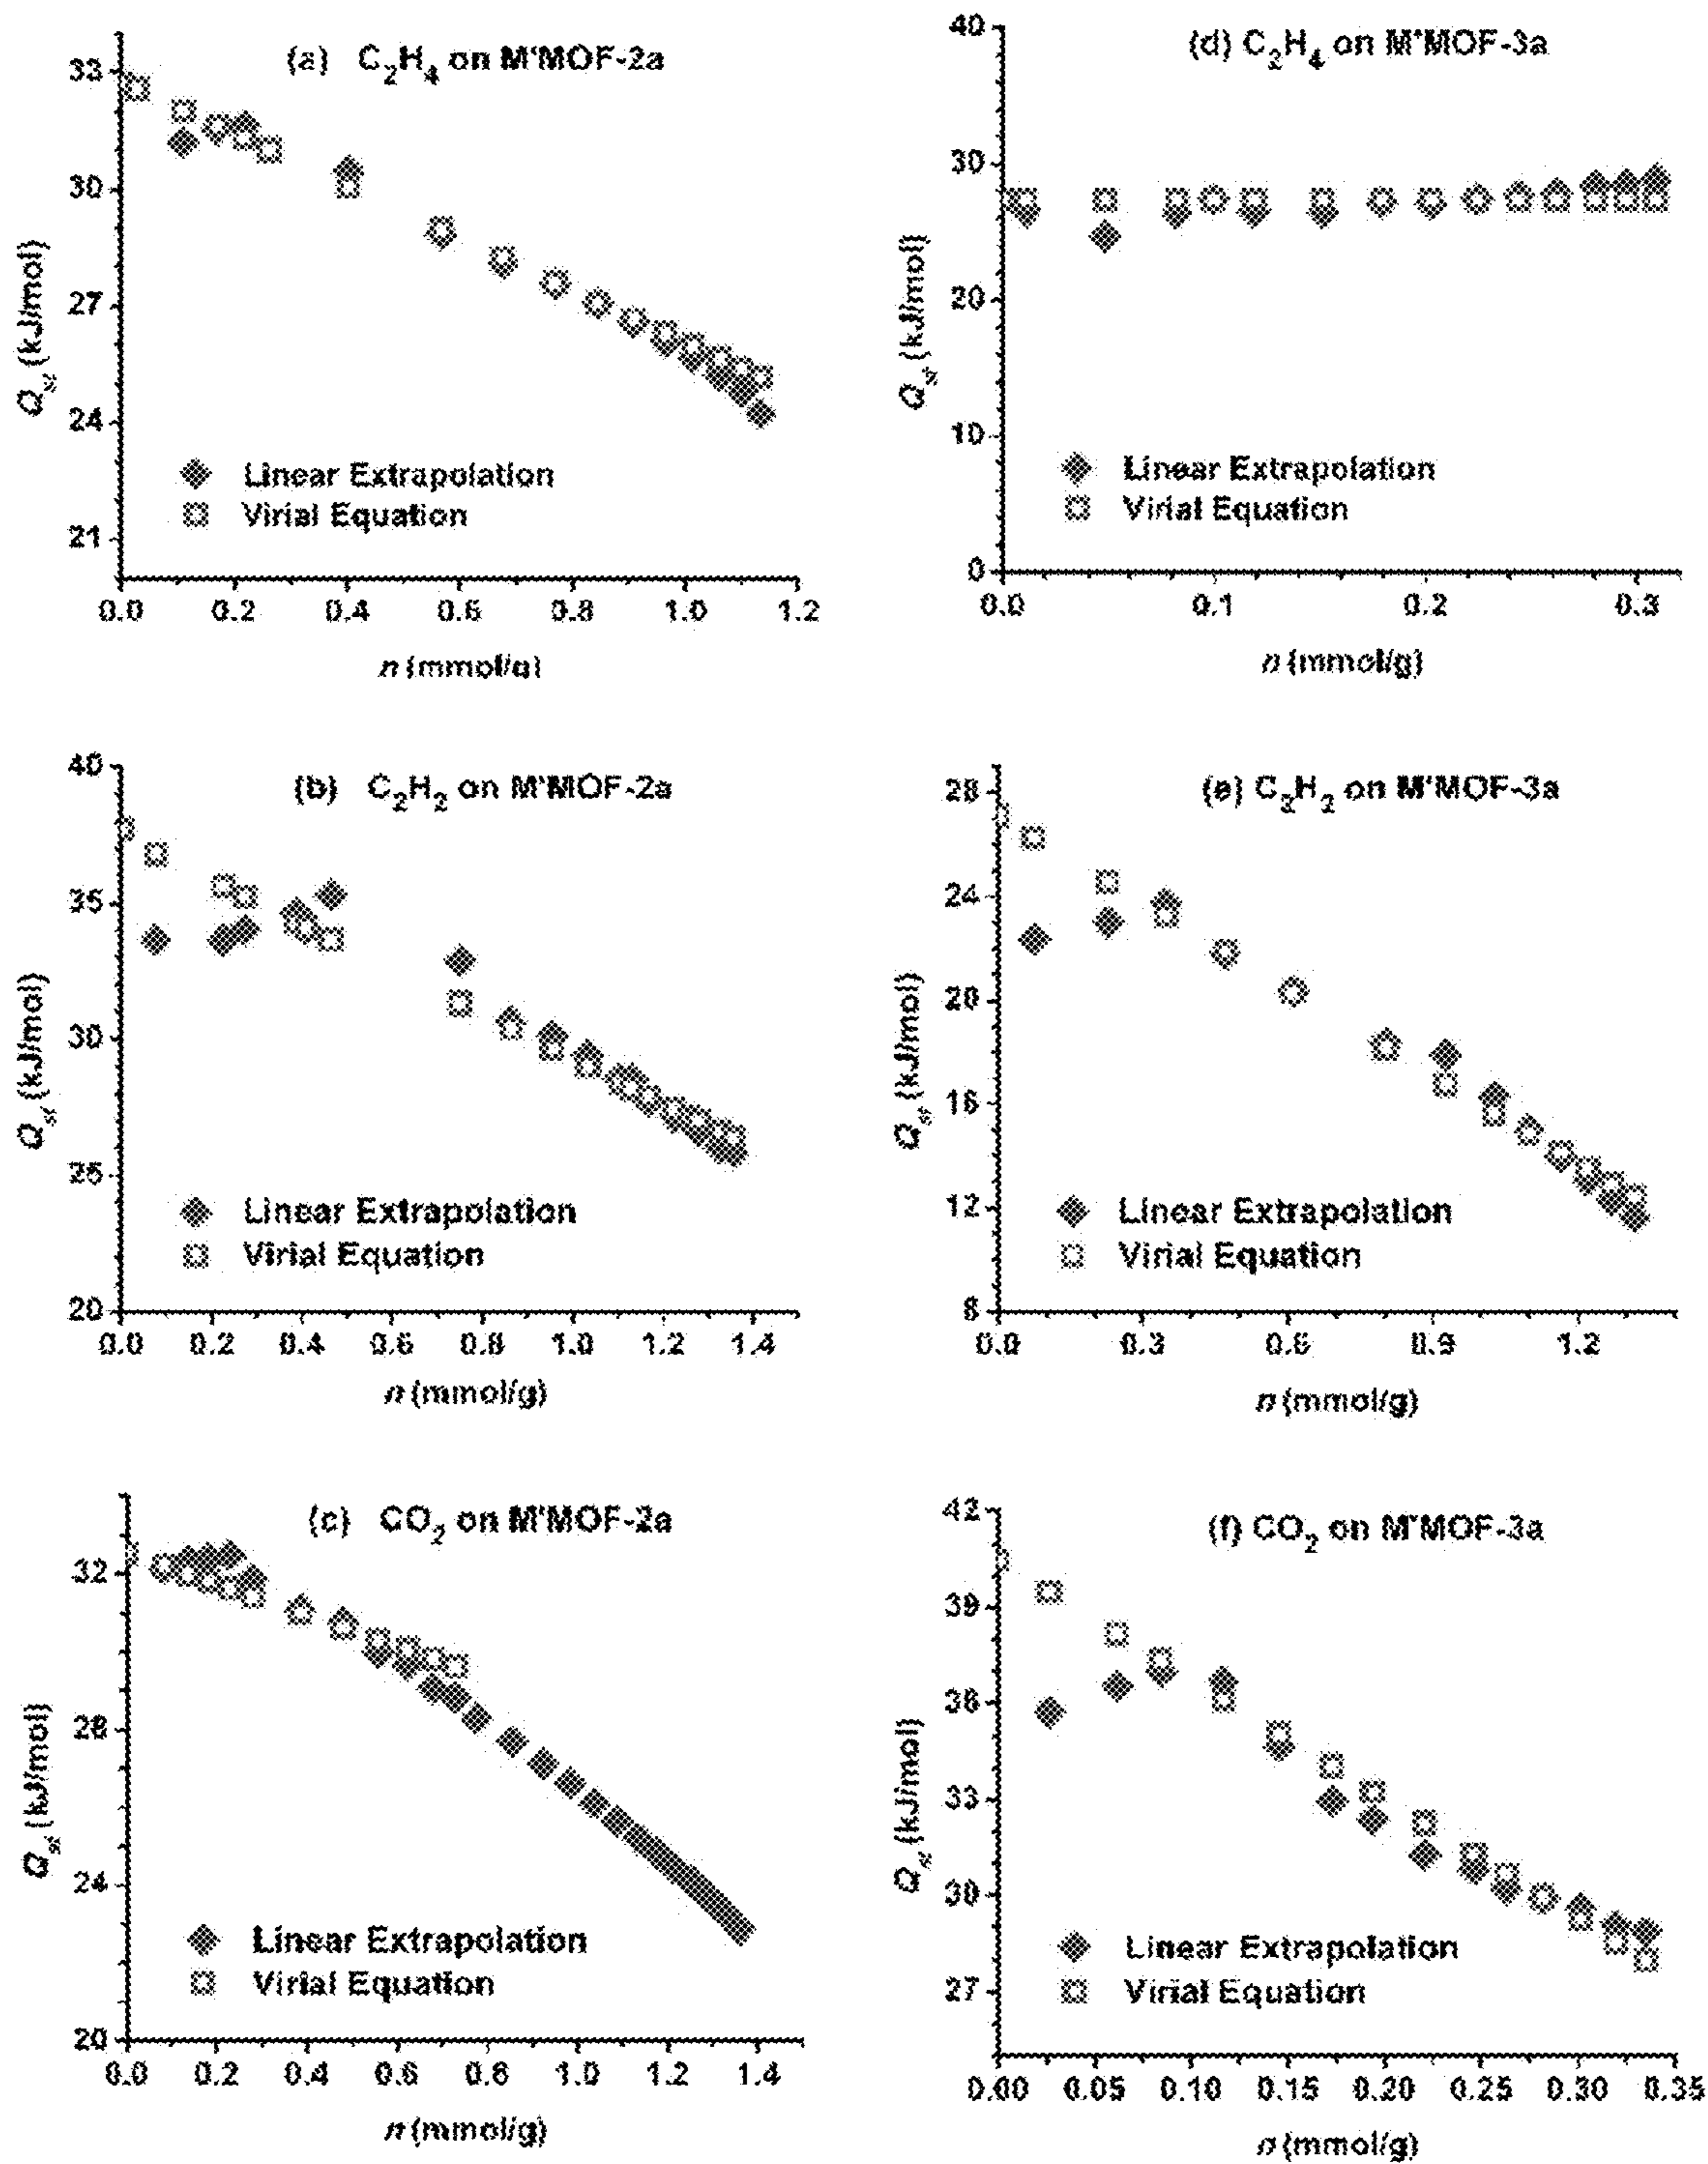 (a) C2H4 on M'MOF-2a
33
30
27
24
21
Qst (kJ/mol)
Linear Extrapolation
Virial Equation
0.0 0.2 0.4 0.6 0.8 1.0 1.2
n (mmol/g)
(d) C2H4 on M'MOF-3a
40
30
20
10
0
Qst (kJ/mol)
Linear Extrapolation
Virial Equation
0.0 0.1 0.2 0.3
n (mmol/g)
(b) C2H2 on M'MOF-2a
40
35
30
25
20
Qst (kJ/mol)
Linear Extrapolation
Virial Equation
0.0 0.2 0.4 0.6 0.8 1.0 1.2 1.4
n (mmol/g)
(e) C2H2 on M'MOF-3a
28
24
20
16
12
8
Qst (kJ/mol)
Linear Extrapolation
Virial Equation
0.0 0.3 0.6 0.9 1.2
n (mmol/g)
(c) CO2 on M'MOF-2a
32
28
24
20
Qst (kJ/mol)
Linear Extrapolation
Virial Equation
0.0 0.2 0.4 0.6 0.8 1.0 1.2 1.4
n (mmol/g)
(f) CO2 on M'MOF-3a
42
39
36
33
30
27
Qst (kJ/mol)
Linear Extrapolation
Virial Equation
0.00 0.05 0.10 0.15 0.20 0.25 0.30 0.35
n (mmol/g)